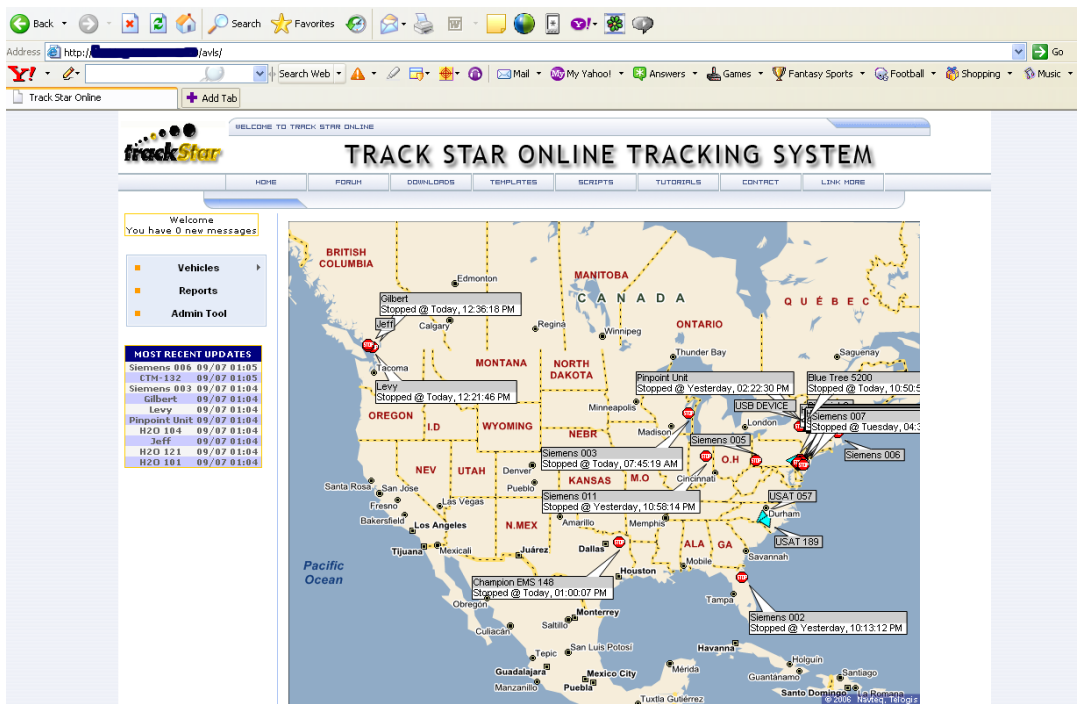 Back
Search
Favorites
Address
http://
/avls/
Go
Y!
Search Web
Mail
My Yahoo!
Answers
Games
Fantasy Sports
Football
Shopping
Music
Track Star Online
Add Tab
WELCOME TO TRACK STAR ONLINE
trackStar
TRACK STAR ONLINE TRACKING SYSTEM
HOME
FORUM
DOWNLOADS
TEMPLATES
SCRIPTS
TUTORIALS
CONTACT
LINK MORE
Welcome
You have 0 new messages
Vehicles
Reports
Admin Tool
MOST RECENT UPDATES
Siemens 006 09/07 01:05
CTM-132 09/07 01:05
Siemens 003 09/07 01:04
Gilbert 09/07 01:04
Levy 09/07 01:04
Pinpoint Unit 09/07 01:04
H2O 104 09/07 01:04
Jeff 09/07 01:04
H2O 121 09/07 01:04
H2O 101 09/07 01:04
BRITISH
COLUMBIA
Edmonton
MANITOBA
CANADA
QUÉBEC
Gilbert
Stopped @ Today, 12:36:18 PM
Jeff
Calgary
Regina
Winnipeg
ONTARIO
Thunder Bay
Saguenay
Tacoma
MONTANA
NORTH
DAKOTA
Levy
Stopped @ Today, 12:21:46 PM
Pinpoint Unit
Stopped @ Yesterday, 02:22:30 PM
Blue Tree 5200
Stopped @ Today, 10:50:5
USB DEVICE
Siemens 007
Stopped @ Tuesday, 04:3
OREGON
I.D
WYOMING
Minneapolis
Madison
London
NEBR
Siemens 005
Siemens 006
Siemens 003
Stopped @ Today, 07:45:19 AM
O.H
NEV
UTAH
Denver
Pueblo
KANSAS
M.O
Cincinnati
Santa Rosa
San Jose
Fresno
Las Vegas
Siemens 011
Stopped @ Yesterday, 10:58:14 PM
USAT 057
Durham
Bakersfield
Los Angeles
N.MEX
Amarillo
Memphis
USAT 189
Tijuana
Mexicali
Juárez
Dallas
ALA
GA
Savannah
Pacific
Ocean
Houston
Mobile
STOP
Champion EMS 148
Stopped @ Today, 01:00:07 PM
Tampa
Obregón
Monterrey
Siemens 002
Stopped @ Yesterday, 10:13:12 PM
Culiacán
Saltillo
Tepic
San Luis Potosí
Havanna
Holguín
Guadalajara
Mexico City
Mérida
Guantánamo
Santiago
Manzanillo
Puebla
Santo Domingo
La Romana
Tuxtla Gutiérrez
© 2006 Navteq, Telogis